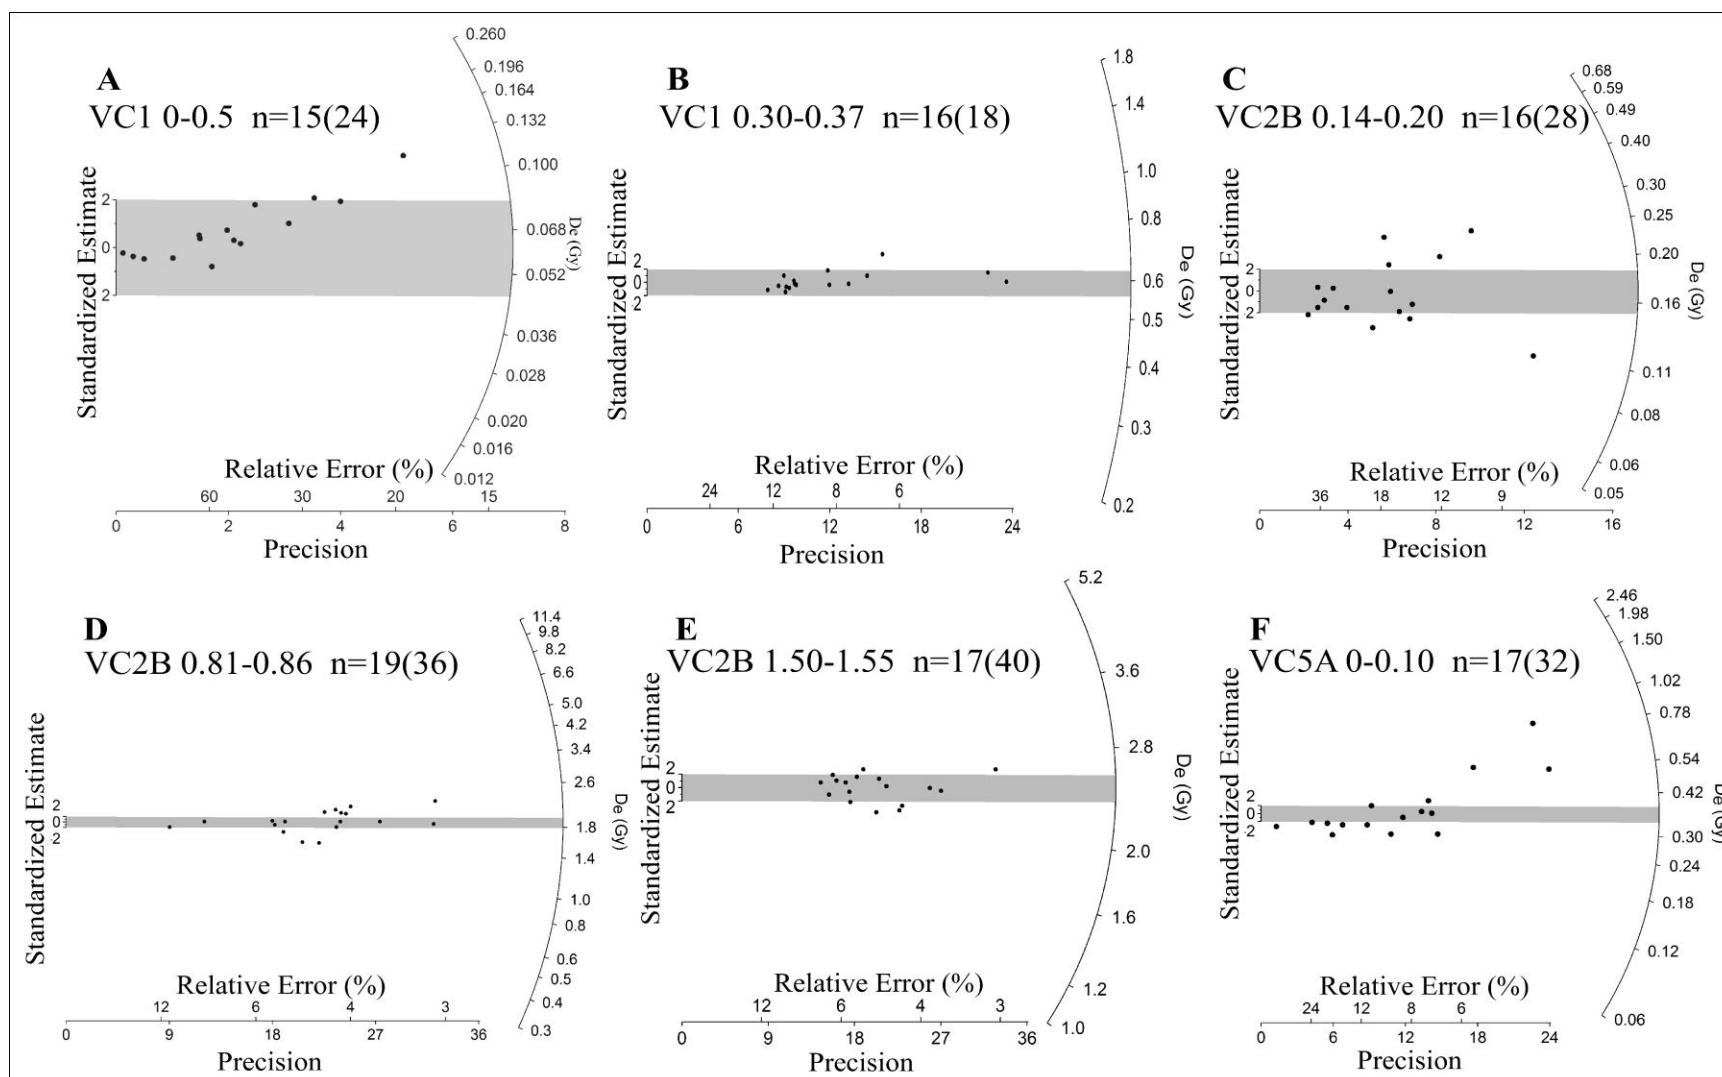 A
VC1 0-0.5 n=15(24)
Standardized Estimate
2
0
2
0.260
0.196
0.164
0.132
0.100
0.068
0.052
0.036
0.028
0.020
0.016
0.012
De (Gy)
Relative Error (%)
60 30 20 15
0 2 4 6 8
Precision
B
VC1 0.30-0.37 n=16(18)
Standardized Estimate
2
0
-2
1.8
1.4
1.0
0.8
0.6
0.5
0.4
0.3
0.2
De (Gy)
Relative Error (%)
24 12 8 6
0 6 12 18 24
Precision
C
VC2B 0.14-0.20 n=16(28)
Standardized Estimate
2
0
2
0.68
0.59
0.49
0.40
0.30
0.25
0.20
0.16
0.11
0.08
0.06
0.05
De (Gy)
Relative Error (%)
36 18 12 9
0 4 8 12 16
Precision
D
VC2B 0.81-0.86 n=19(36)
Standardized Estimate
2
0
-2
11.4
9.8
8.2
6.6
5.0
4.2
3.4
2.6
1.8
1.4
1.0
0.8
0.6
0.5
0.4
0.3
De (Gy)
Relative Error (%)
12 6 4 3
0 9 18 27 36
Precision
E
VC2B 1.50-1.55 n=17(40)
Standardized Estimate
2
0
2
5.2
3.6
2.8
2.0
1.6
1.2
1.0
De (Gy)
Relative Error (%)
12 6 4 3
0 9 18 27 36
Precision
F
VC5A 0-0.10 n=17(32)
Standardized Estimate
2
0
-2
2.46
1.98
1.50
1.02
0.78
0.54
0.42
0.30
0.24
0.18
0.12
0.06
De (Gy)
Relative Error (%)
24 12 8 6
0 6 12 18 24
Precision